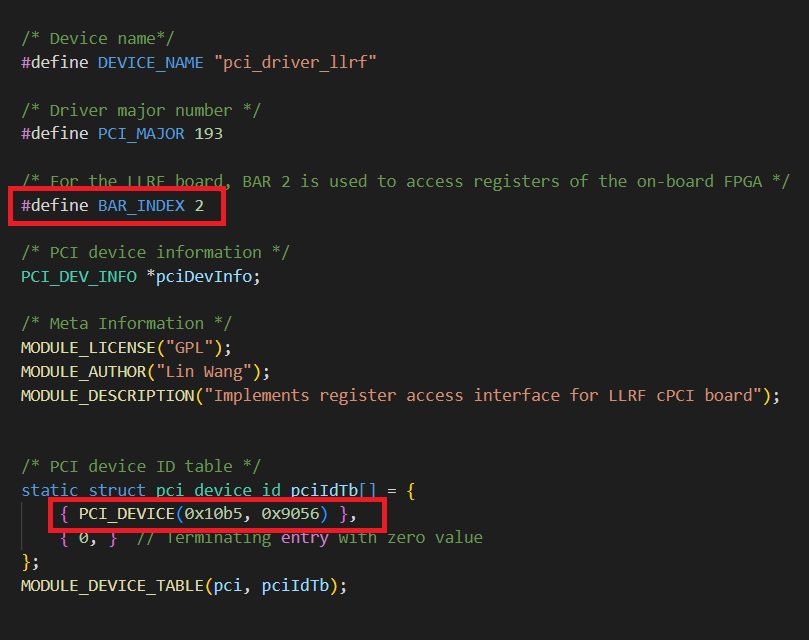 /* Device name*/
#define DEVICE_NAME "pci_driver_llrf"
/* Driver major number */
#define PCI_MAJOR 193
/* For the LLRF board, BAR 2 is used to access registers of the on-board FPGA */
#define BAR_INDEX 2
/* PCI device information */
PCI_DEV_INFO *pciDevInfo;
/* Meta Information */
MODULE_LICENSE("GPL");
MODULE_AUTHOR("Lin Wang");
MODULE_DESCRIPTION("Implements register access interface for LLRF cPCI board");
/* PCI device ID table */
static struct pci_device_id pciIdTb[] = {
{ PCI_DEVICE(0x10b5, 0x9056) },
{ 0, } // Terminating entry with zero value
};
MODULE_DEVICE_TABLE(pci, pciIdTb);